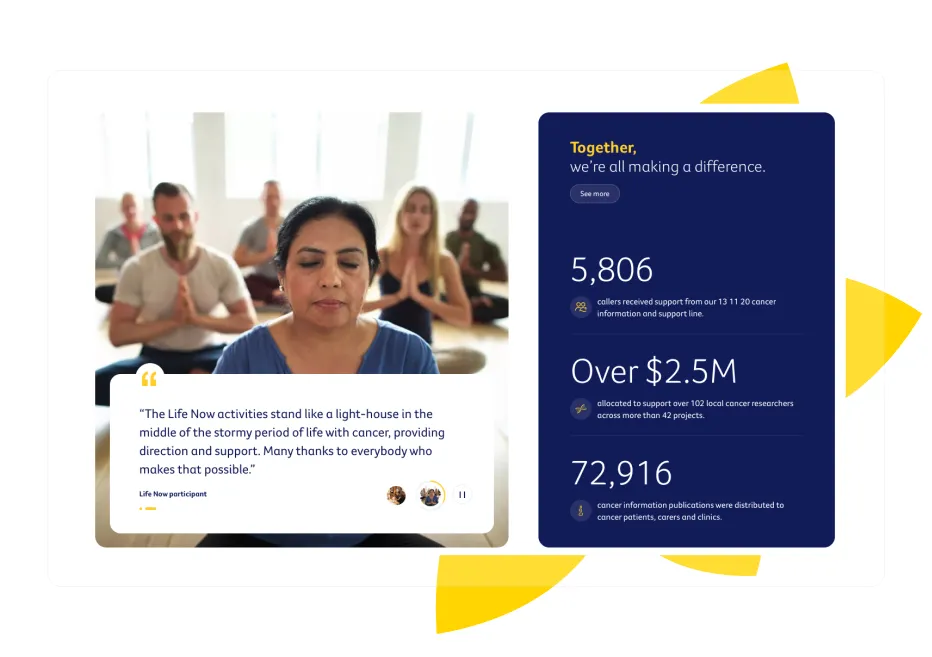 Together,
we're all making a difference.
See more
5,806
callers received support from our 13 11 20 cancer
information and support line.
Over $2.5M
allocated to support over 102 local cancer researchers
across more than 42 projects.
72,916
cancer information publications were distributed to
cancer patients, carers and clinics.
“
“The Life Now activities stand like a light-house in the
middle of the stormy period of life with cancer, providing
direction and support. Many thanks to everybody who
makes that possible.”
Life Now participant